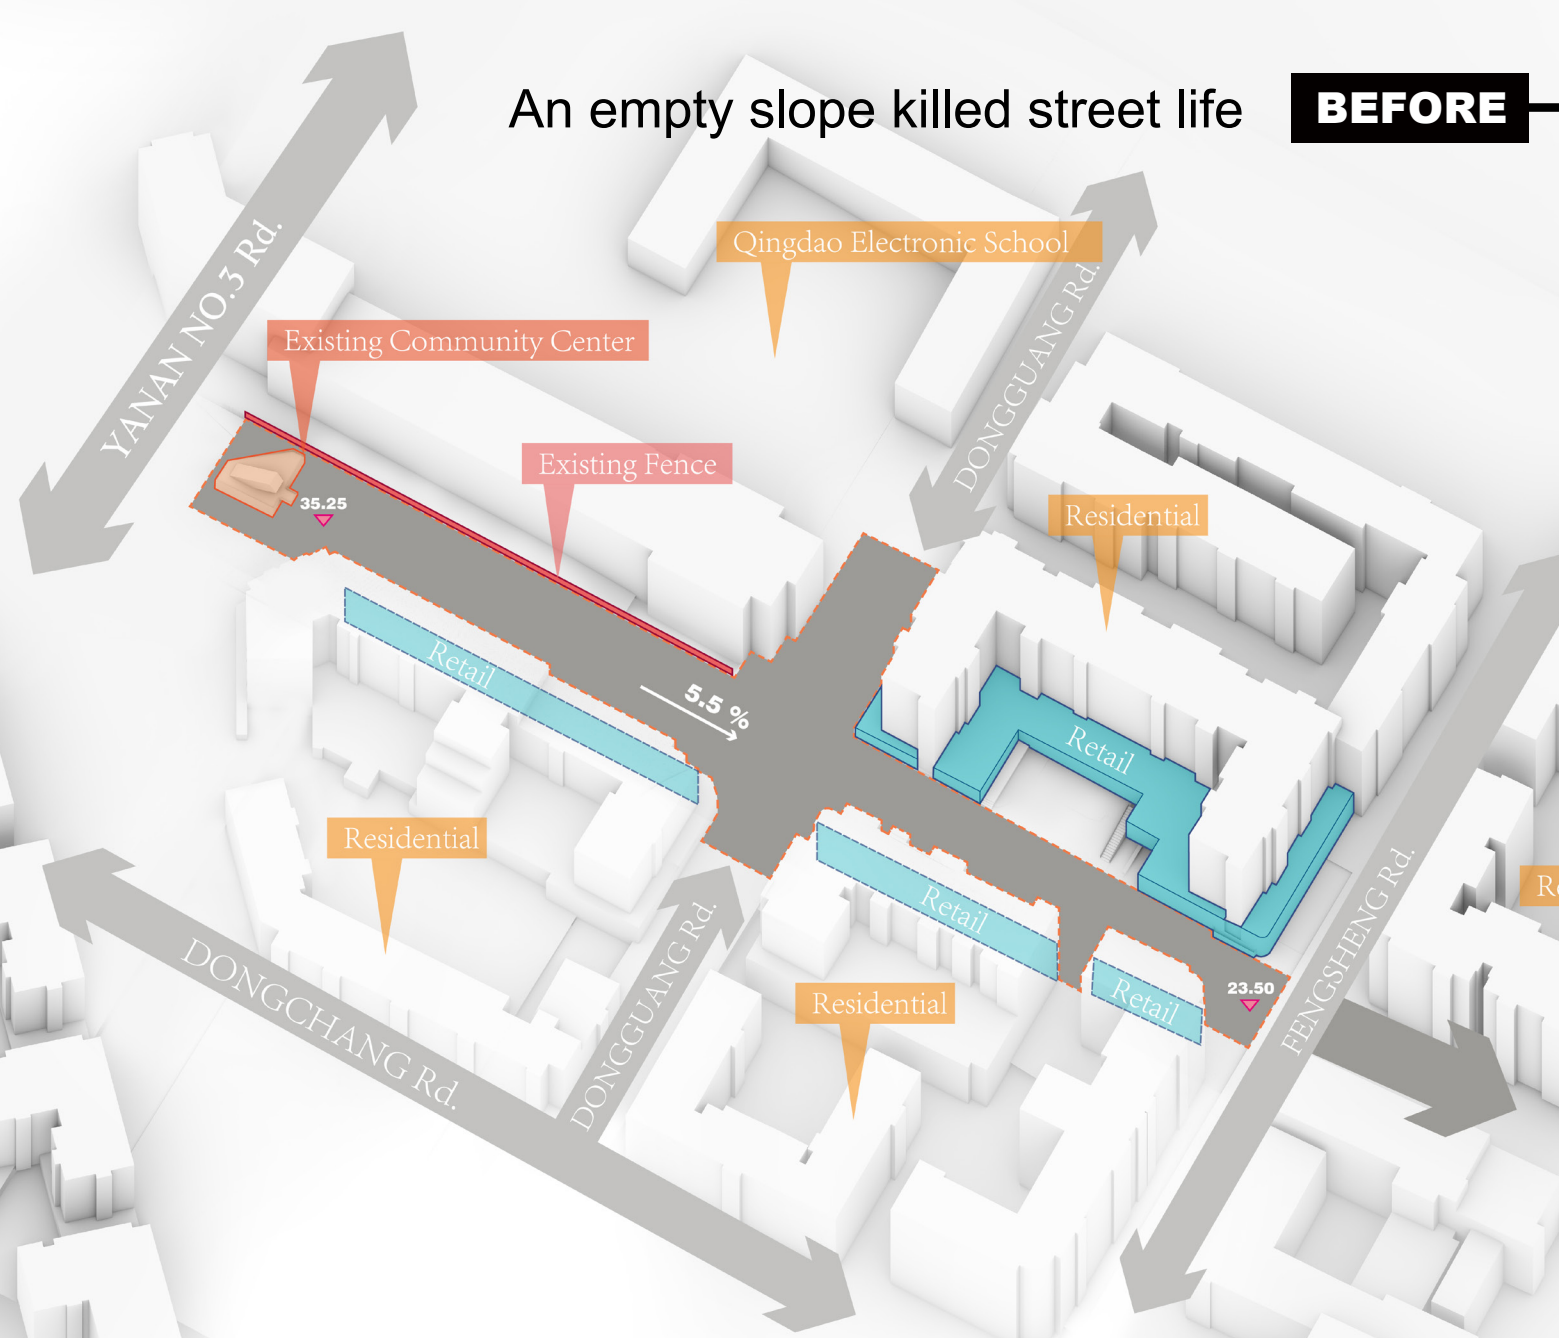 An empty slope killed street life
BEFORE
YANAN NO.3 Rd.
Qingdao Electronic School
DONGGUANG Rd.
Existing Community Center
Existing Fence
35.25
Residential
Retail
5.5 %
Retail
Residential
Retail
DONGGUANG Rd.
DONGCHANG Rd.
Residential
Retail
23.50
FENGSHENG Rd.